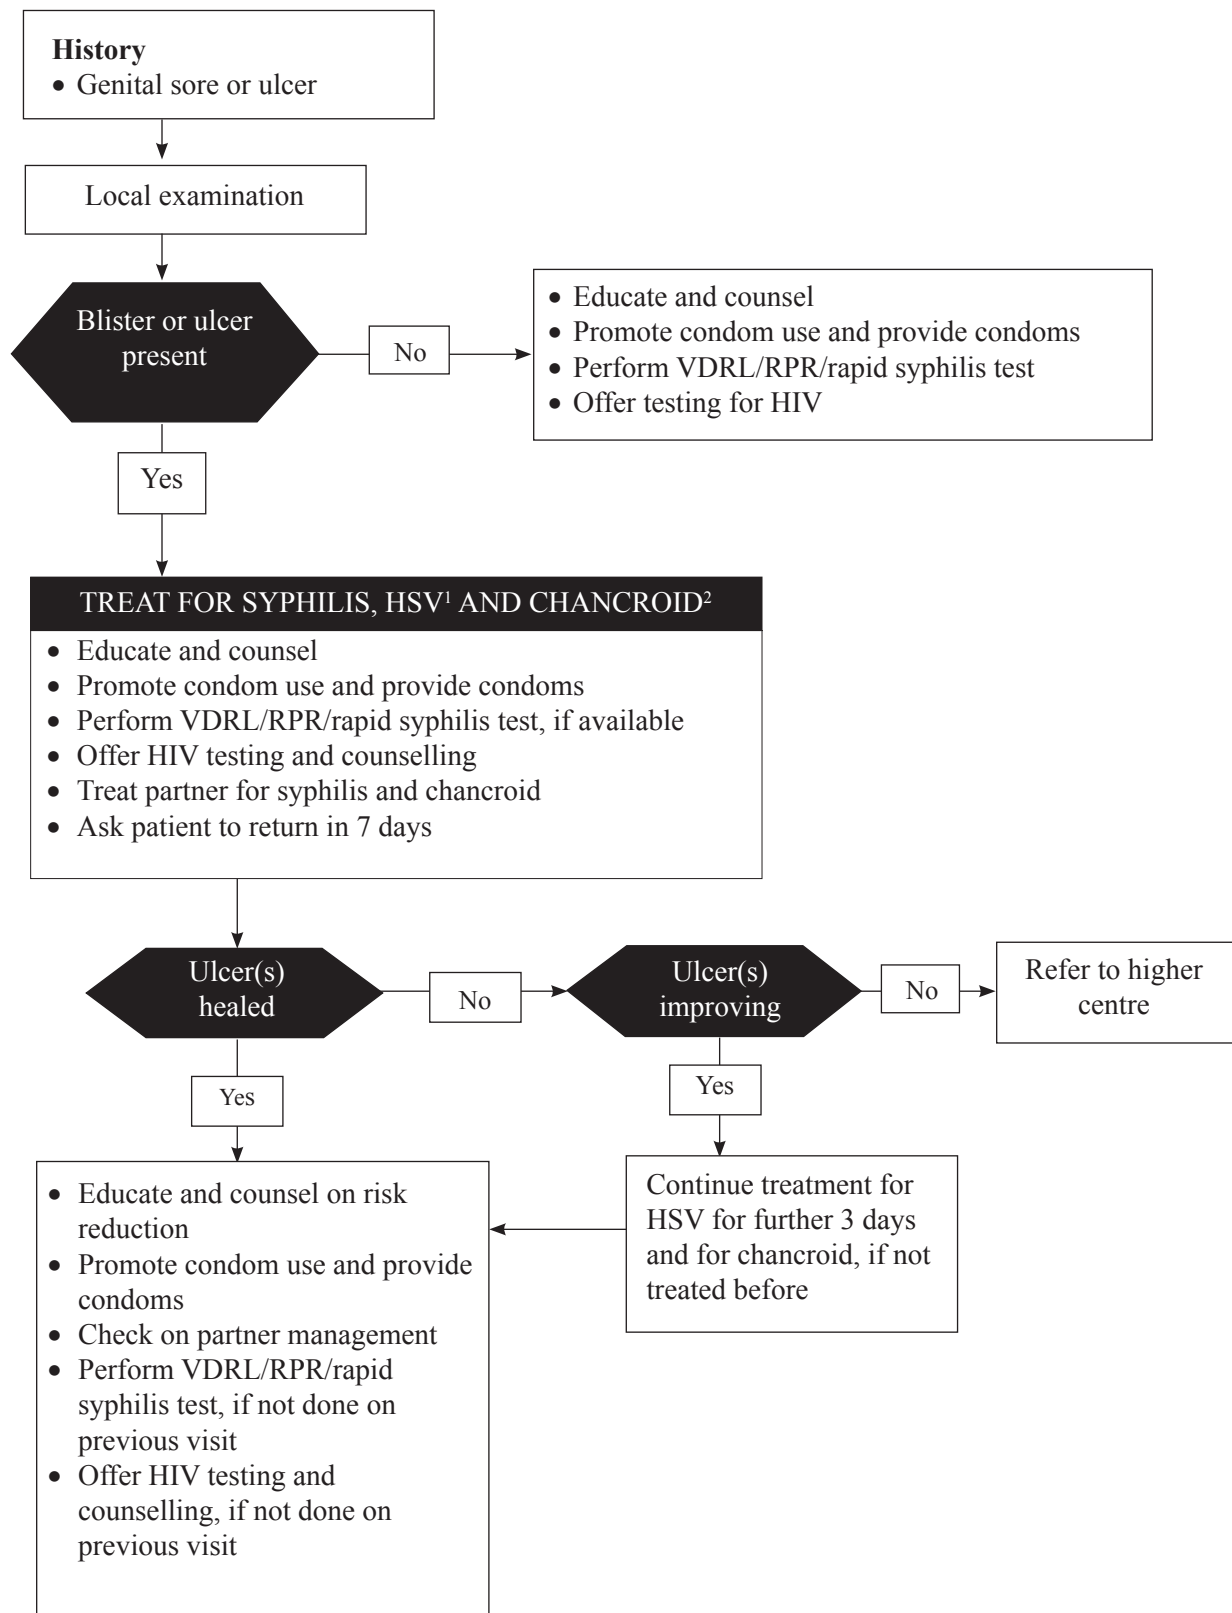 History
• Genital sore or ulcer
Local examination
Blister or ulcer
present
No
• Educate and counsel
• Promote condom use and provide condoms
• Perform VDRL/RPR/rapid syphilis test
• Offer testing for HIV
Yes
TREAT FOR SYPHILIS, HSV¹ AND CHANCROID²
• Educate and counsel
• Promote condom use and provide condoms
• Perform VDRL/RPR/rapid syphilis test, if available
• Offer HIV testing and counselling
• Treat partner for syphilis and chancroid
• Ask patient to return in 7 days
Ulcer(s)
healed
No
Ulcer(s)
improving
No
Refer to higher
centre
Yes
Yes
• Educate and counsel on risk
reduction
• Promote condom use and provide
condoms
• Check on partner management
• Perform VDRL/RPR/rapid
syphilis test, if not done on
previous visit
• Offer HIV testing and
counselling, if not done on
previous visit
Continue treatment for
HSV for further 3 days
and for chancroid, if not
treated before